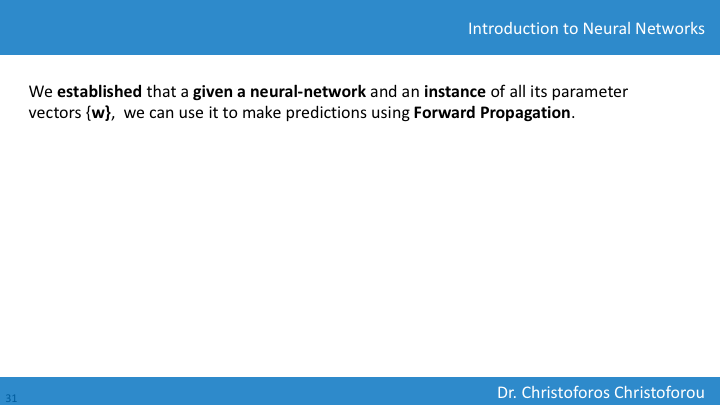 Introduction to Neural Networks
We established that a given a neural-network and an instance of all its parameter
vectors {w},  we can use it to make predictions using Forward Propagation.
31
Dr. Christoforos Christoforou